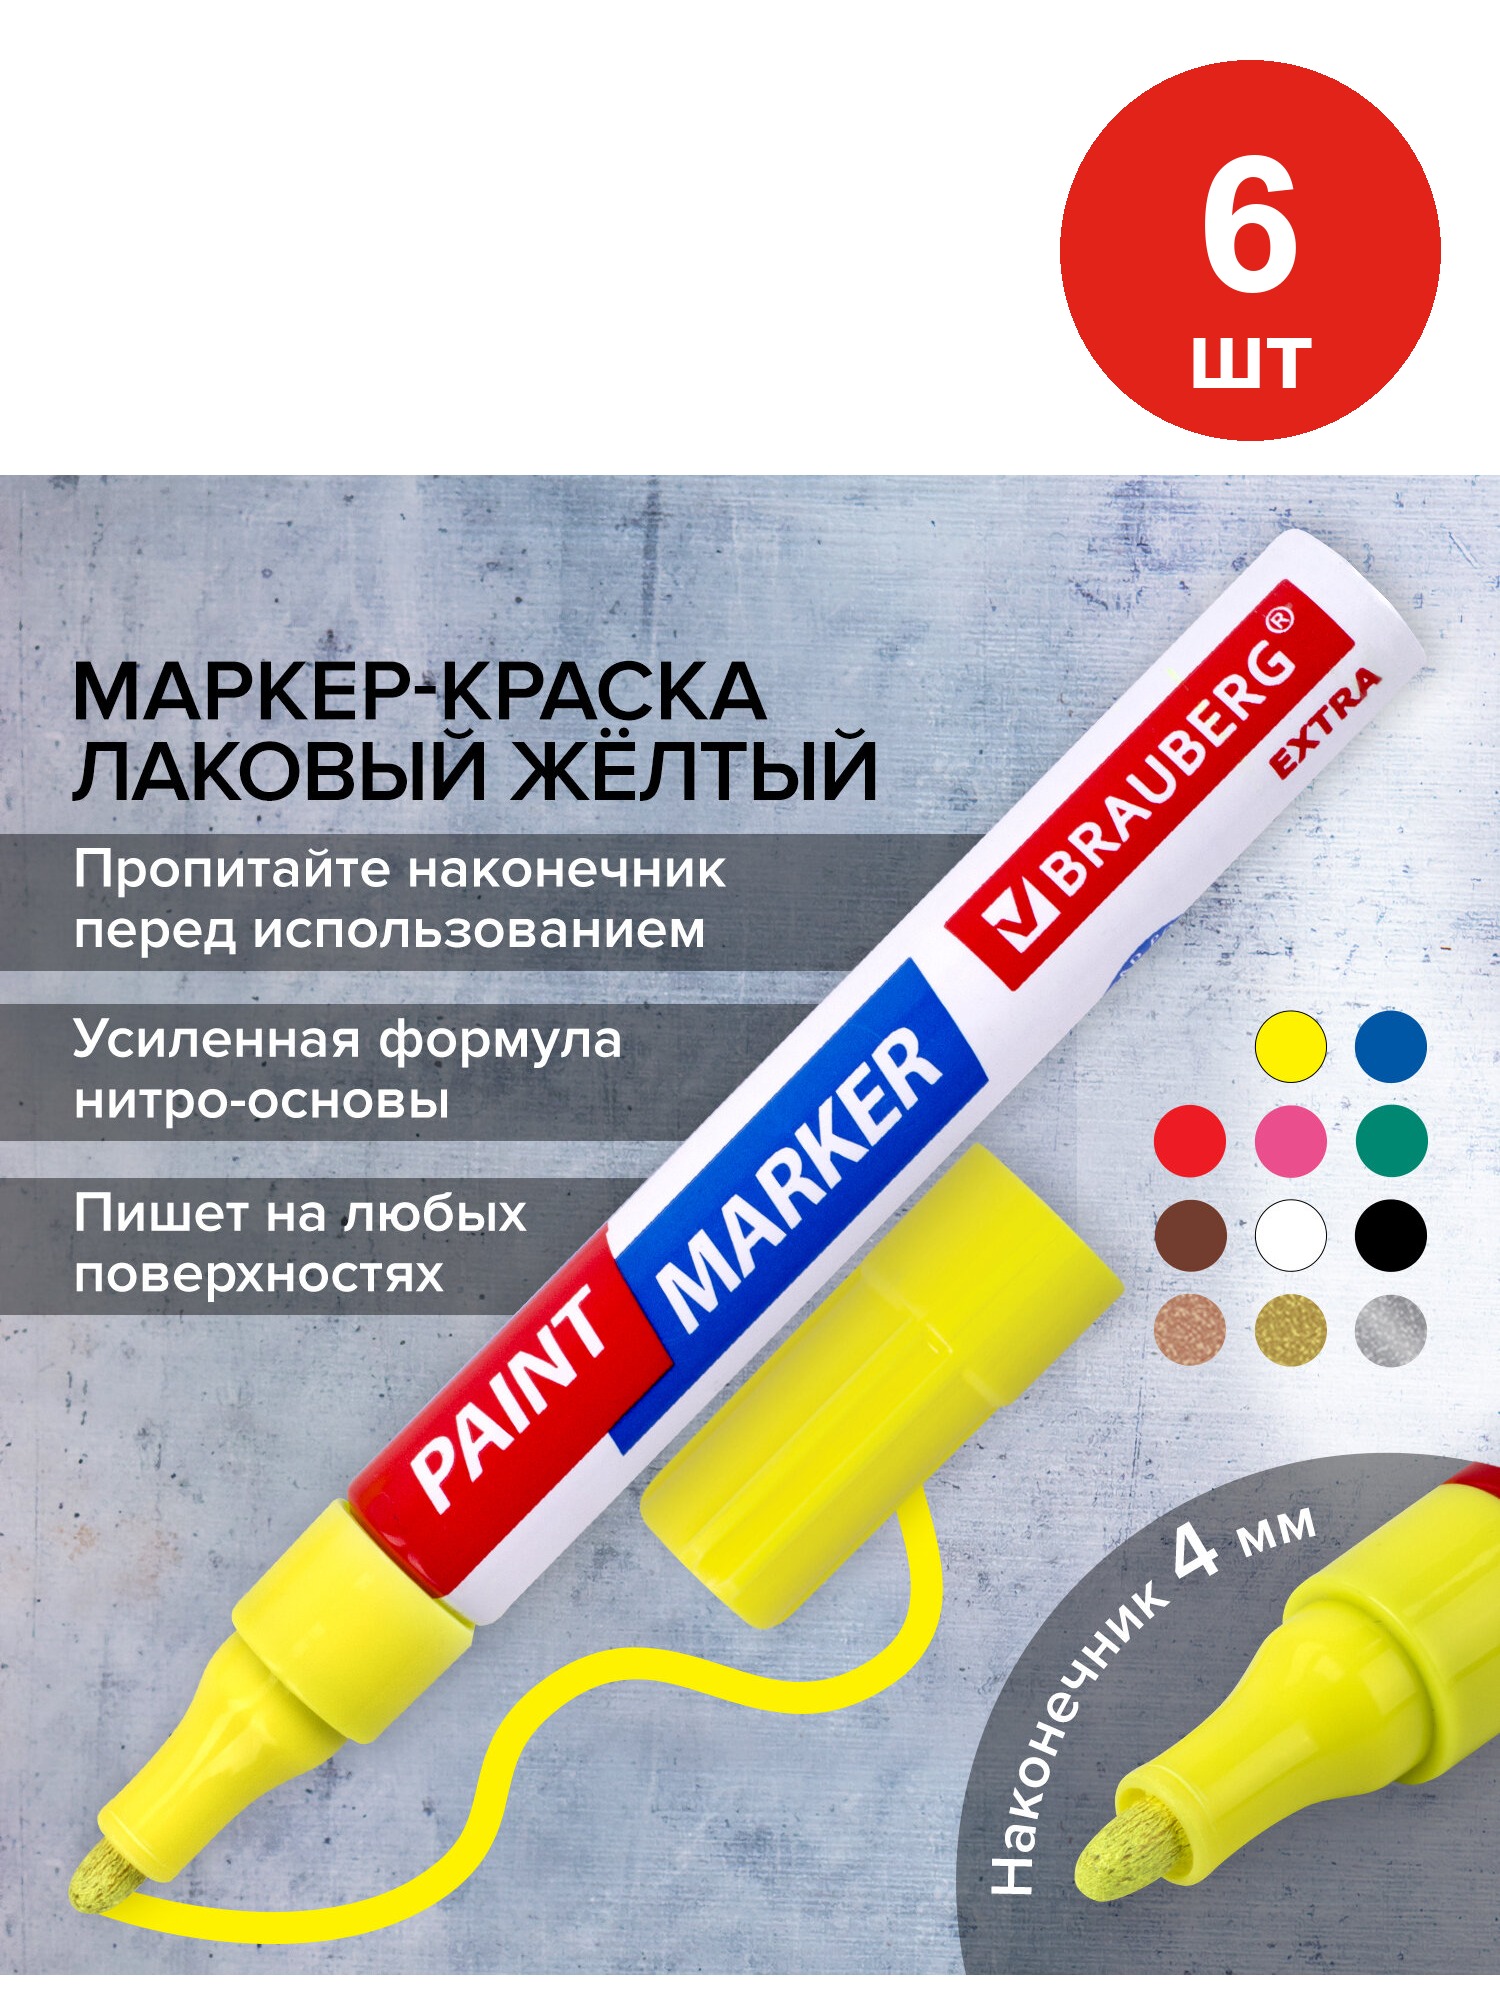 6
шт
МАРКЕР-КРАСКА
ЛАКОВЫЙ ЖЁЛТЫЙ
Пропитайте наконечник
перед использованием
Усиленная формула
нитро-основы
Пишет на любых
поверхностях
BRAUBERG®
EXTRA
PAINT MARKER
Наконечник 4 мм